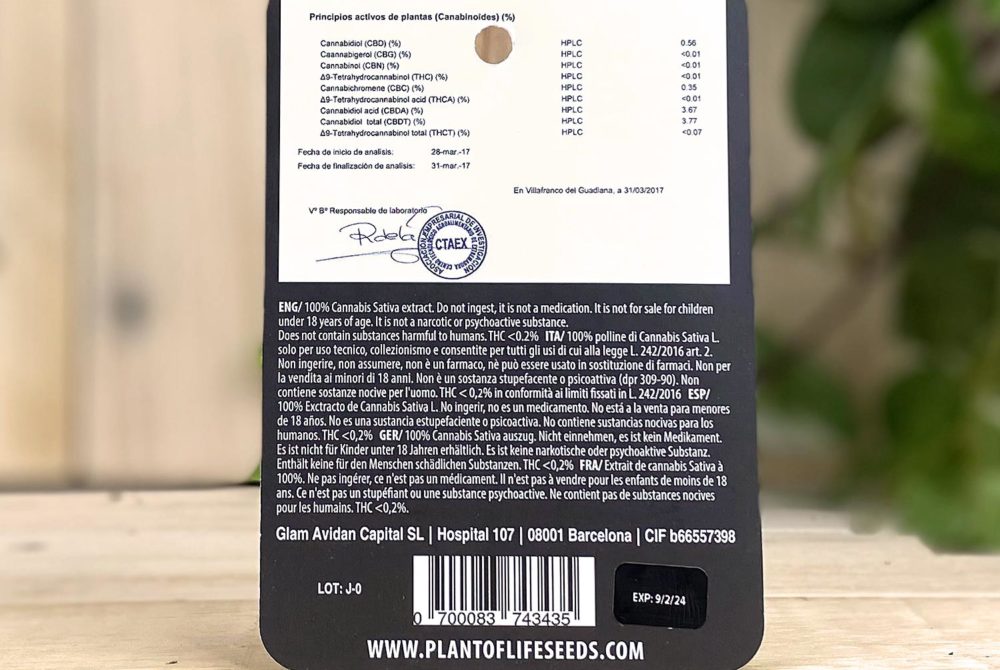 Principios activos de plantas (Canabinoides) (%)
Cannabidiol (CBD) (%) HPLC 0.56
Caannabigerol (CBG) (%) HPLC <0.01
Cannabinol (CBN) (%) HPLC <0.01
Δ9-Tetrahydrocannabinol (THC) (%) HPLC <0.01
Cannabichromene (CBC) (%) HPLC 0.35
Δ9-Tetrahydrocannabinol acid (THCA) (%) HPLC <0.01
Cannabidiol acid (CBDA) (%) HPLC 3.67
Cannabidiol total (CBDT) (%) HPLC 3.77
Δ9-Tetrahydrocannabinol total (THCT) (%) HPLC <0.07
Fecha de inicio de analisis: 28-mar.-17
Fecha de finalización de analisis: 31-mar.-17
En Villafranco del Guadiana, a 31/03/2017
Vº Bº Responsable de laboratorio
ASOCIACIÓN EMPRESARIAL DE INVESTIGACIÓN
CENTRO TECNOLÓGICO AGROALIMENTARIO EXTREMADURA
CTAEX
ENG/ 100% Cannabis Sativa extract. Do not ingest, it is not a medication. It is not for sale for children
under 18 years of age. It is not a narcotic or psychoactive substance.
Does not contain substances harmful to humans. THC <0.2% ITA/ 100% polline di Cannabis Sativa L.
solo per uso tecnico, collezionismo e consentite per tutti gli usi di cui alla legge L. 242/2016 art. 2.
Non ingerire, non assumere, non è un farmaco, nè può essere usato in sostituzione di farmaci. Non per
la vendita ai minori di 18 anni. Non è un sostanza stupefacente o psicoattiva (dpr 309-90). Non
contiene sostanze nocive per l'uomo. THC < 0,2% in conformità ai limiti fissati in L. 242/2016 ESP/
100% Exctracto de Cannabis Sativa L. No ingerir, no es un medicamento. No está a la venta para menores
de 18 años. No es una sustancia estupefaciente o psicoactiva. No contiene sustancias nocivas para los
humanos. THC <0,2% GER/ 100% Cannabis Sativa auszug. Nicht einnehmen, es ist kein Medikament.
Es ist nicht für Kinder unter 18 Jahren erhältlich. Es ist keine narkotische oder psychoaktive Substanz.
Enthält keine für den Menschen schädlichen Substanzen. THC <0,2% FRA/ Extrait de cannabis Sativa à
100%. Ne pas ingérer, ce n'est pas un médicament. Il n'est pas à vendre pour les enfants de moins de 18
ans. Ce n'est pas un stupéfiant ou une substance psychoactive. Ne contient pas de substances nocives
pour les humains. THC <0,2%.
Glam Avidan Capital SL | Hospital 107 | 08001 Barcelona | CIF b66557398
LOT: J-0
EXP: 9/2/24
0 700083 743435
WWW.PLANTOFLIFESEEDS.COM